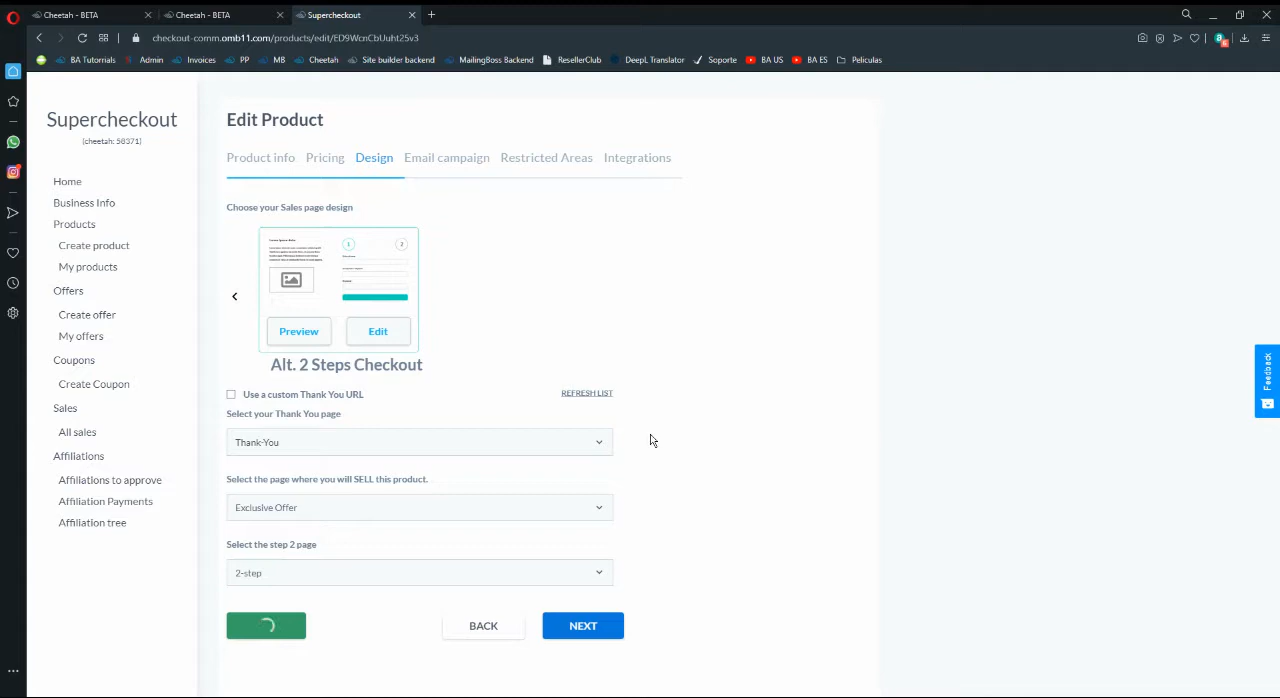 Cheetah - BETA
Cheetah - BETA
Supercheckout
checkout-comm.omb11.com/products/edit/ED9WcnCbUuht25v3
BA Tutorrials
Admin
Invoices
PP
MB
Cheetah
Site builder backend
MailingBoss Backend
ResellerClub
DeepL Translator
Soporte
BA US
BA ES
Peliculas
Supercheckout
(cheetah: 58371)
Home
Business Info
Products
Create product
My products
Offers
Create offer
My offers
Coupons
Create Coupon
Sales
All sales
Affiliations
Affiliations to approve
Affiliation Payments
Affiliation tree
Edit Product
Product info
Pricing
Design
Email campaign
Restricted Areas
Integrations
Choose your Sales page design
1
2
Preview
Edit
Alt. 2 Steps Checkout
Use a custom Thank You URL
REFRESH LIST
Select your Thank You page
Thank-You
Select the page where you will SELL this product.
Exclusive Offer
Select the step 2 page
2-step
BACK
NEXT
Feedback